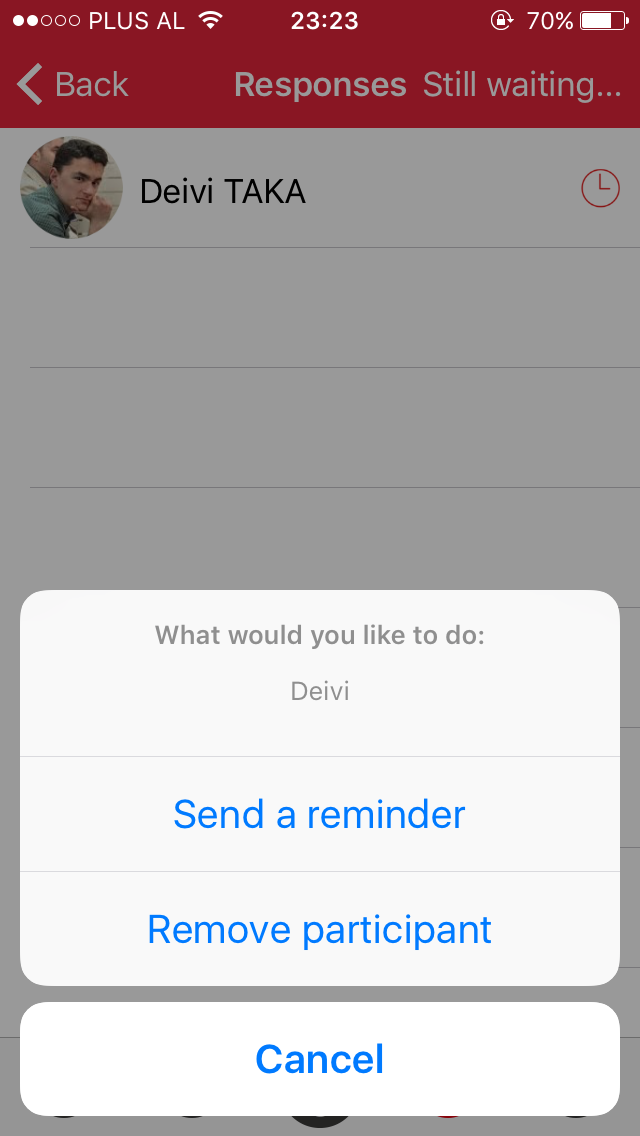 PLUS AL 23:23 70%
Back Responses Still waiting...
Deivi TAKA
What would you like to do:
Deivi
Send a reminder
Remove participant
Cancel